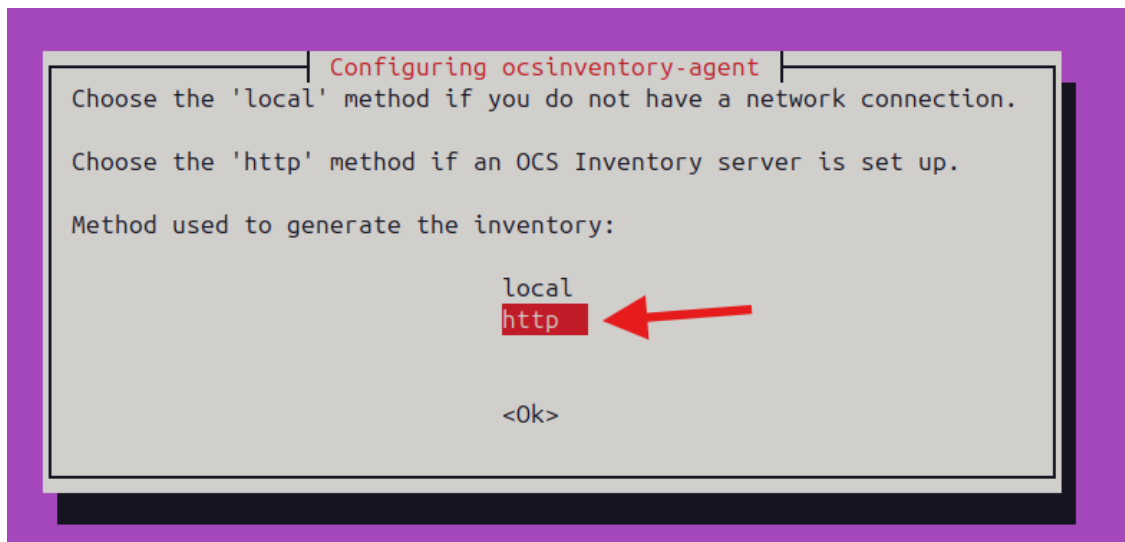 Configuring ocsinventory-agent
Choose the 'local' method if you do not have a network connection.
Choose the 'http' method if an OCS Inventory server is set up.
Method used to generate the inventory:
local
http
<Ok>